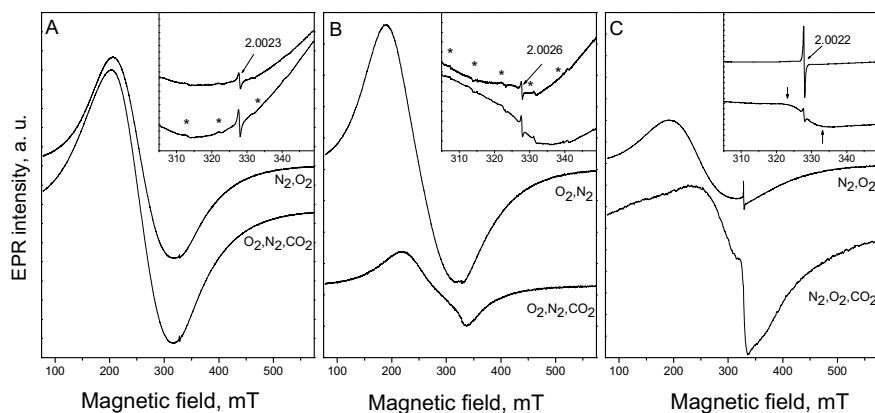 A
2.0023
*
*
*
310
320
330
340
N2,O2
O2,N2,CO2
100
200
300
400
500
Magnetic field, mT
EPR intensity, a. u.
B
2.0026
*
*
*
*
*
310
320
330
340
O2,N2
O2,N2,CO2
100
200
300
400
500
Magnetic field, mT
C
2.0022
310
320
330
340
N2,O2
N2,O2,CO2
100
200
300
400
500
Magnetic field, mT